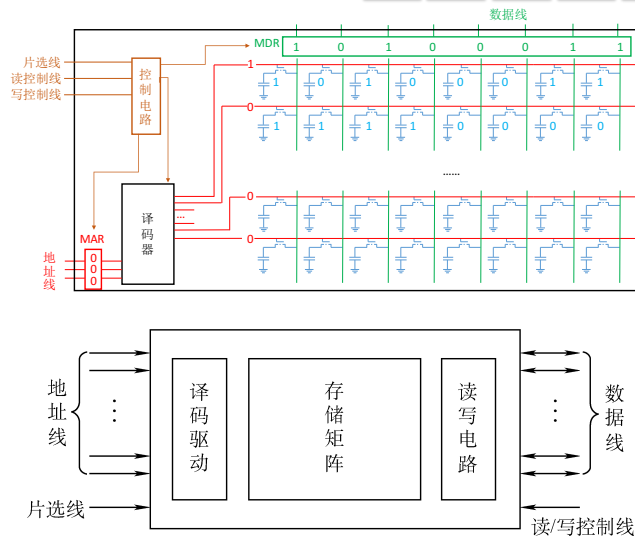 数据线
MDR 1 0 1 0 0 0 1 1
片选线
读控制线
写控制线
控制电路
1
1 0 1 0 0 0 1 1
0
1 1 1 1 0 0 1 0
......
0
0
...
译码器
MAR
地址线
0
0
0
地址线
译码驱动
存储矩阵
读写电路
数据线
片选线
读/写控制线